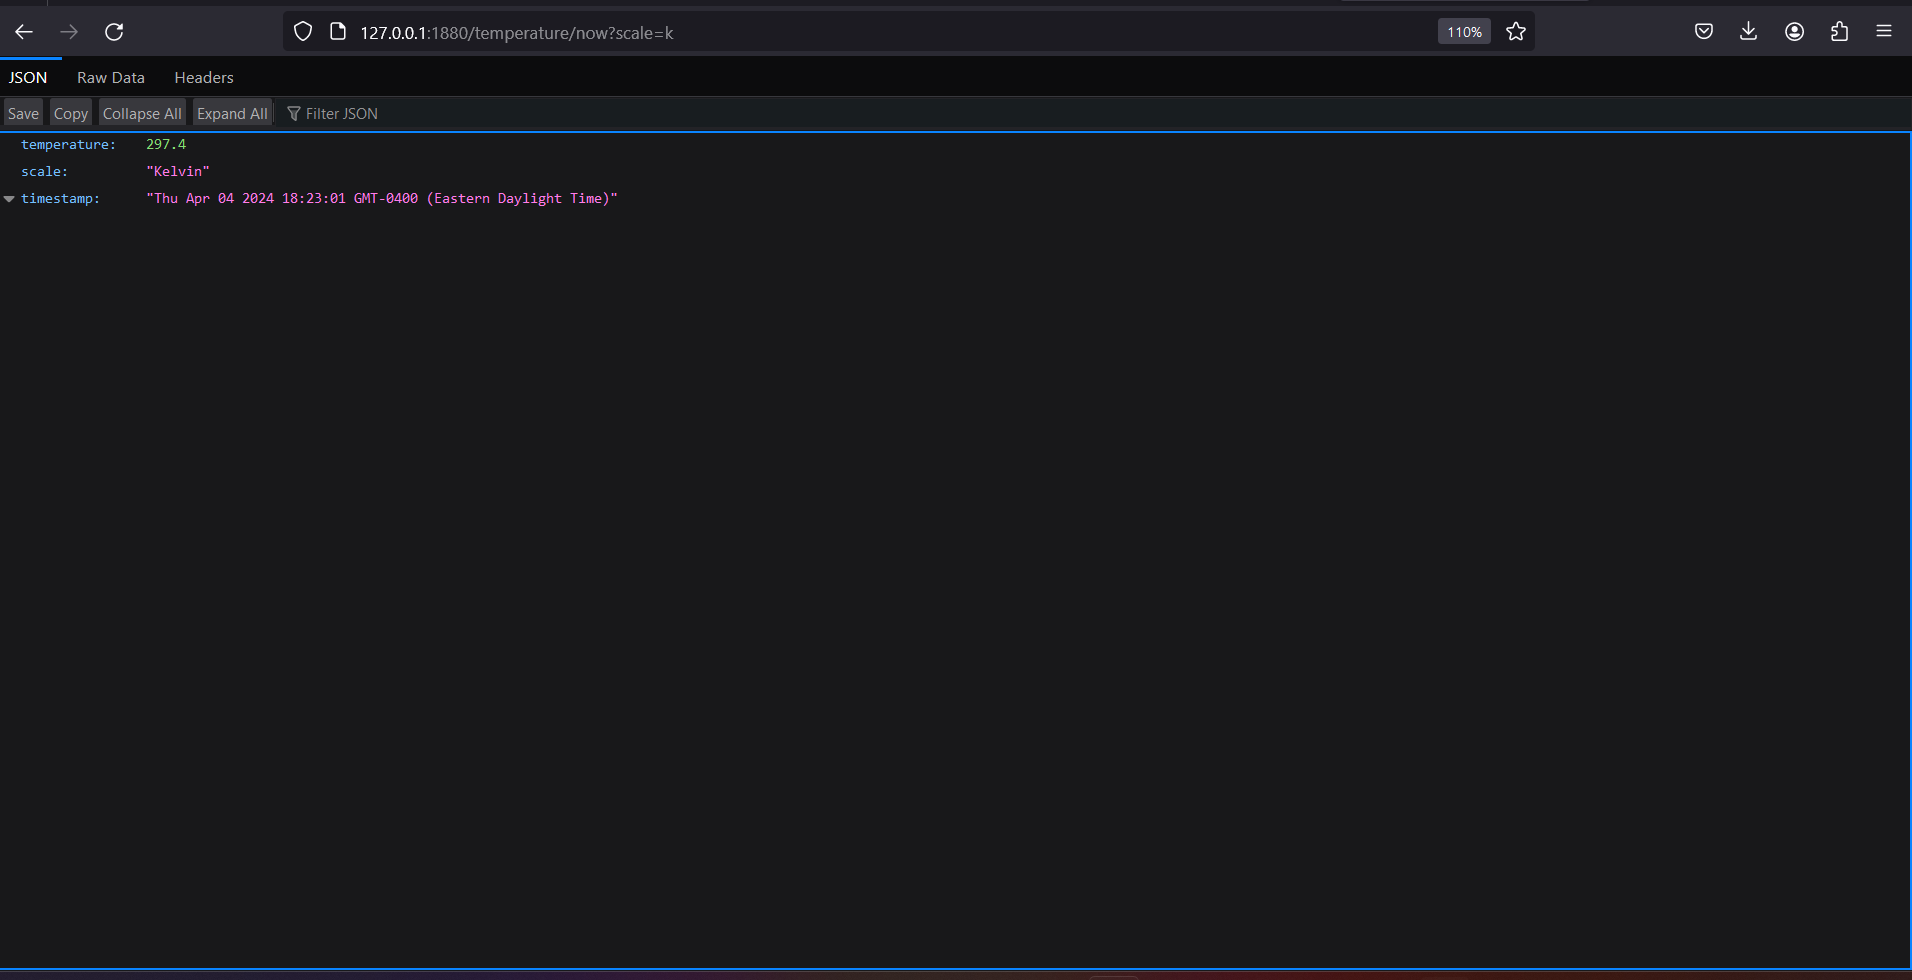 127.0.0.1:1880/temperature/now?scale=k 110%
JSON Raw Data Headers
Save Copy Collapse All Expand All Filter JSON
temperature: 297.4
scale: "Kelvin"
timestamp: "Thu Apr 04 2024 18:23:01 GMT-0400 (Eastern Daylight Time)"